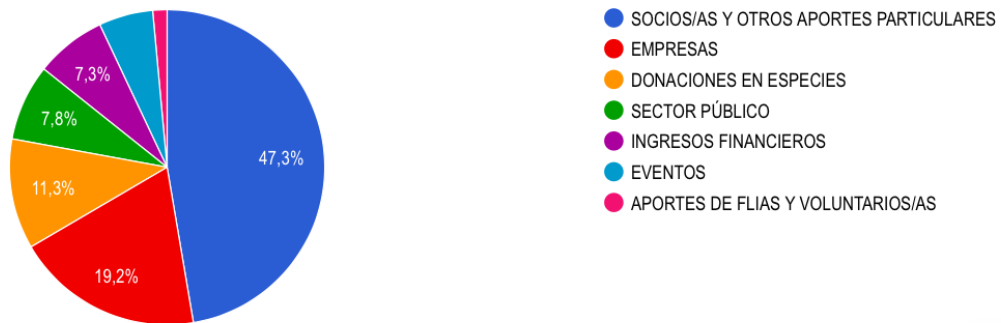 SOCIOS/AS Y OTROS APORTES PARTICULARES
EMPRESAS
DONACIONES EN ESPECIES
SECTOR PÚBLICO
INGRESOS FINANCIEROS
EVENTOS
APORTES DE FLIAS Y VOLUNTARIOS/AS
7,3%
7,8%
47,3%
11,3%
19,2%